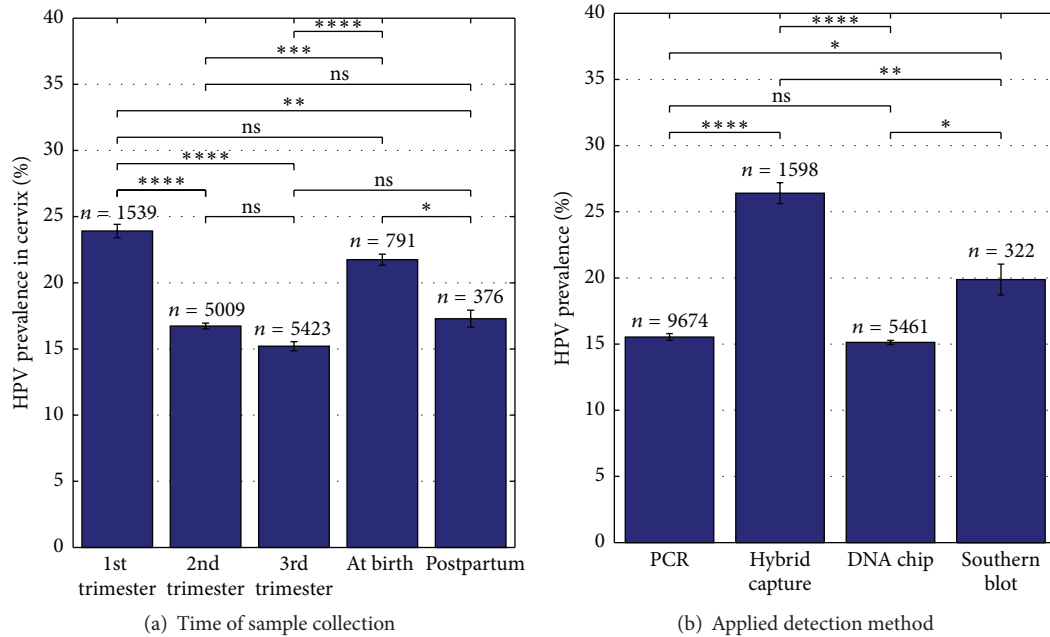 40
35
30
25
20
15
10
5
0
HPV prevalence in cervix (%)
****
***
ns
**
ns
****
ns
****
ns
*
n = 1539
n = 5009
n = 5423
n = 791
n = 376
1st trimester
2nd trimester
3rd trimester
At birth
Postpartum
(a) Time of sample collection
40
35
30
25
20
15
10
5
0
HPV prevalence (%)
****
*
**
ns
****
*
n = 9674
n = 1598
n = 5461
n = 322
PCR
Hybrid capture
DNA chip
Southern blot
(b) Applied detection method